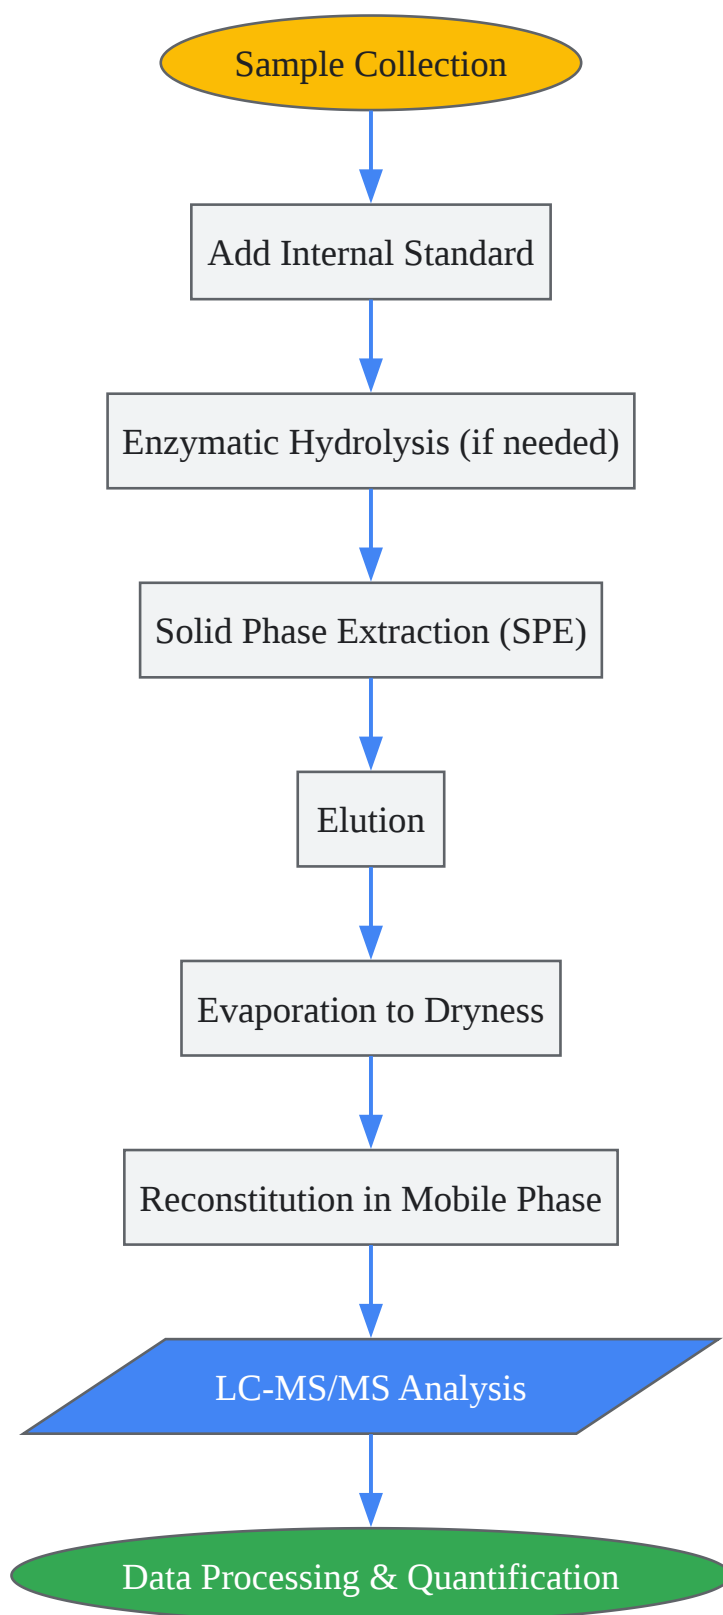 Sample Collection
Add Internal Standard
Enzymatic Hydrolysis (if needed)
Solid Phase Extraction (SPE)
Elution
Evaporation to Dryness
Reconstitution in Mobile Phase
LC-MS/MS Analysis
Data Processing & Quantification